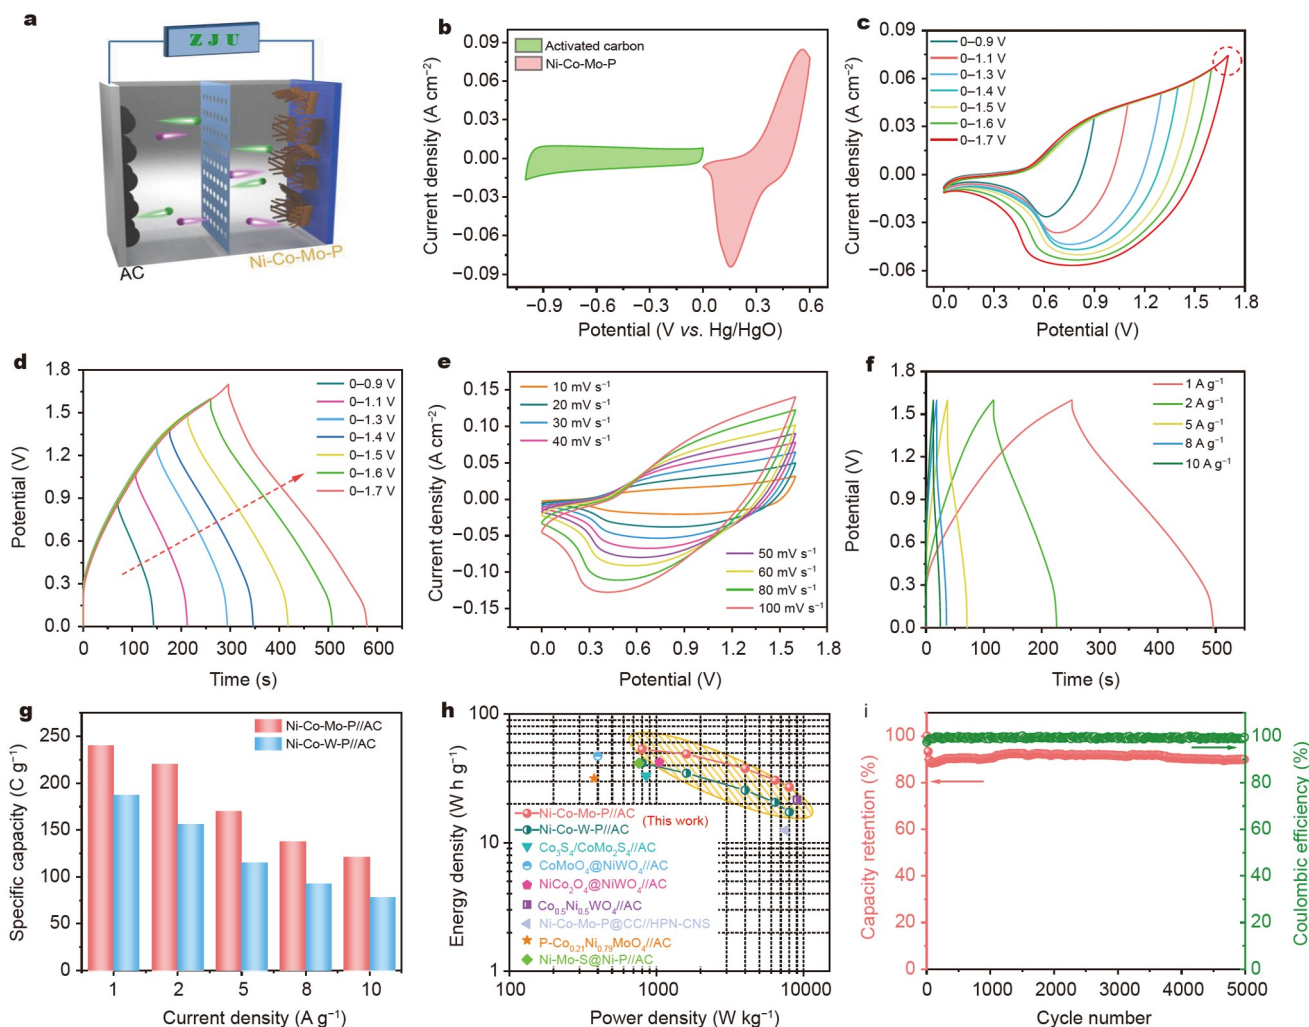 a
Z J U
AC
Ni-Co-Mo-P
b
Activated carbon
Ni-Co-Mo-P
Current density (A cm⁻²)
0.09
0.06
0.03
0.00
−0.03
−0.06
−0.09
−0.9
−0.6
−0.3
0.0
0.3
0.6
Potential (V vs. Hg/HgO)
c
0–0.9 V
0–1.1 V
0–1.3 V
0–1.4 V
0–1.5 V
0–1.6 V
0–1.7 V
Current density (A cm⁻²)
0.09
0.06
0.03
0.00
−0.03
−0.06
0.0
0.3
0.6
0.9
1.2
1.5
1.8
Potential (V)
d
0–0.9 V
0–1.1 V
0–1.3 V
0–1.4 V
0–1.5 V
0–1.6 V
0–1.7 V
Potential (V)
1.8
1.5
1.2
0.9
0.6
0.3
0.0
0
100
200
300
400
500
600
Time (s)
e
10 mV s⁻¹
20 mV s⁻¹
30 mV s⁻¹
40 mV s⁻¹
50 mV s⁻¹
60 mV s⁻¹
80 mV s⁻¹
100 mV s⁻¹
Current density (A cm⁻²)
0.15
0.10
0.05
0.00
−0.05
−0.10
−0.15
0.0
0.3
0.6
0.9
1.2
1.5
1.8
Potential (V)
f
1 A g⁻¹
2 A g⁻¹
5 A g⁻¹
8 A g⁻¹
10 A g⁻¹
Potential (V)
1.8
1.5
1.2
0.9
0.6
0.3
0.0
0
100
200
300
400
500
Time (s)
g
Ni-Co-Mo-P//AC
Ni-Co-W-P//AC
Specific capacity (C g⁻¹)
250
200
150
100
50
0
1
2
5
8
10
Current density (A g⁻¹)
h
Energy density (W h g⁻¹)
100
10
1
Ni-Co-Mo-P//AC
(This work)
Ni-Co-W-P//AC
Co₃S₄/CoMo₂S₄//AC
CoMoO₄@NiWO₄//AC
NiCo₂O₄@NiWO₄//AC
Co₀.₅Ni₀.₅WO₄//AC
Ni-Co-Mo-P@CC//HPN-CNS
P-Co₀.₂₁Ni₀.₇₉MoO₄//AC
Ni-Mo-S@Ni-P//AC
100
1000
10000
Power density (W kg⁻¹)
i
Capacity retention (%)
100
80
60
40
20
0
Coulombic efficiency (%)
100
80
60
40
20
0
0
1000
2000
3000
4000
5000
Cycle number